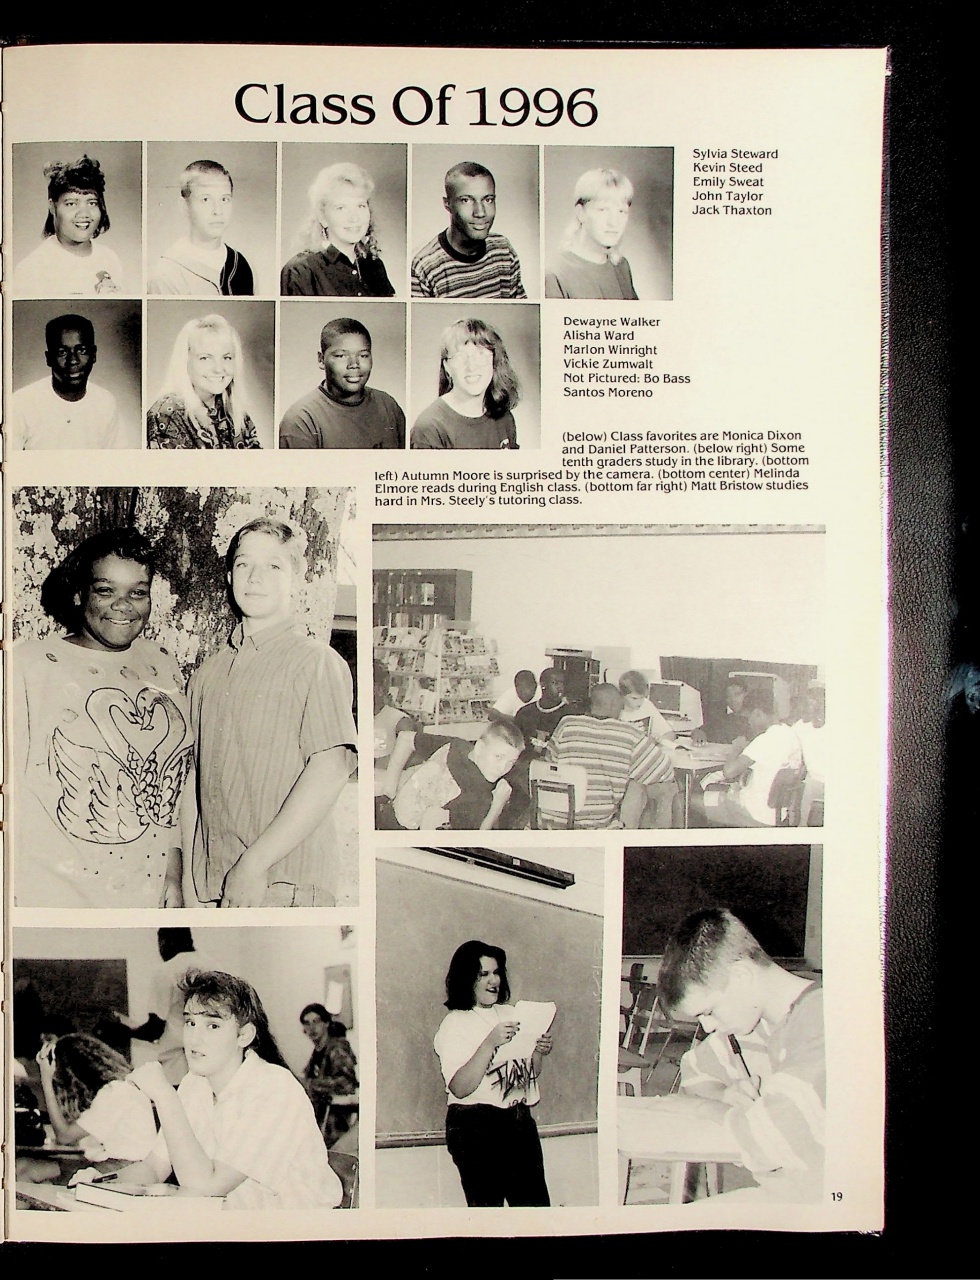 Class Of 1996
Sylvia Steward
Kevin Steed
Emily Sweat
John Taylor
Jack Thaxton
Dewayne Walker
Alisha Ward
Marlon Winright
Vickie Zumwalt
Not Pictured: Bo Bass
Santos Moreno
(below) Class favorites are Monica Dixon
and Daniel Patterson. (below right) Some
tenth graders study in the library. (bottom
left) Autumn Moore is surprised by the camera. (bottom center) Melinda
Elmore reads during English class. (bottom far right) Matt Bristow studies
hard in Mrs. Steely's tutoring class.
19